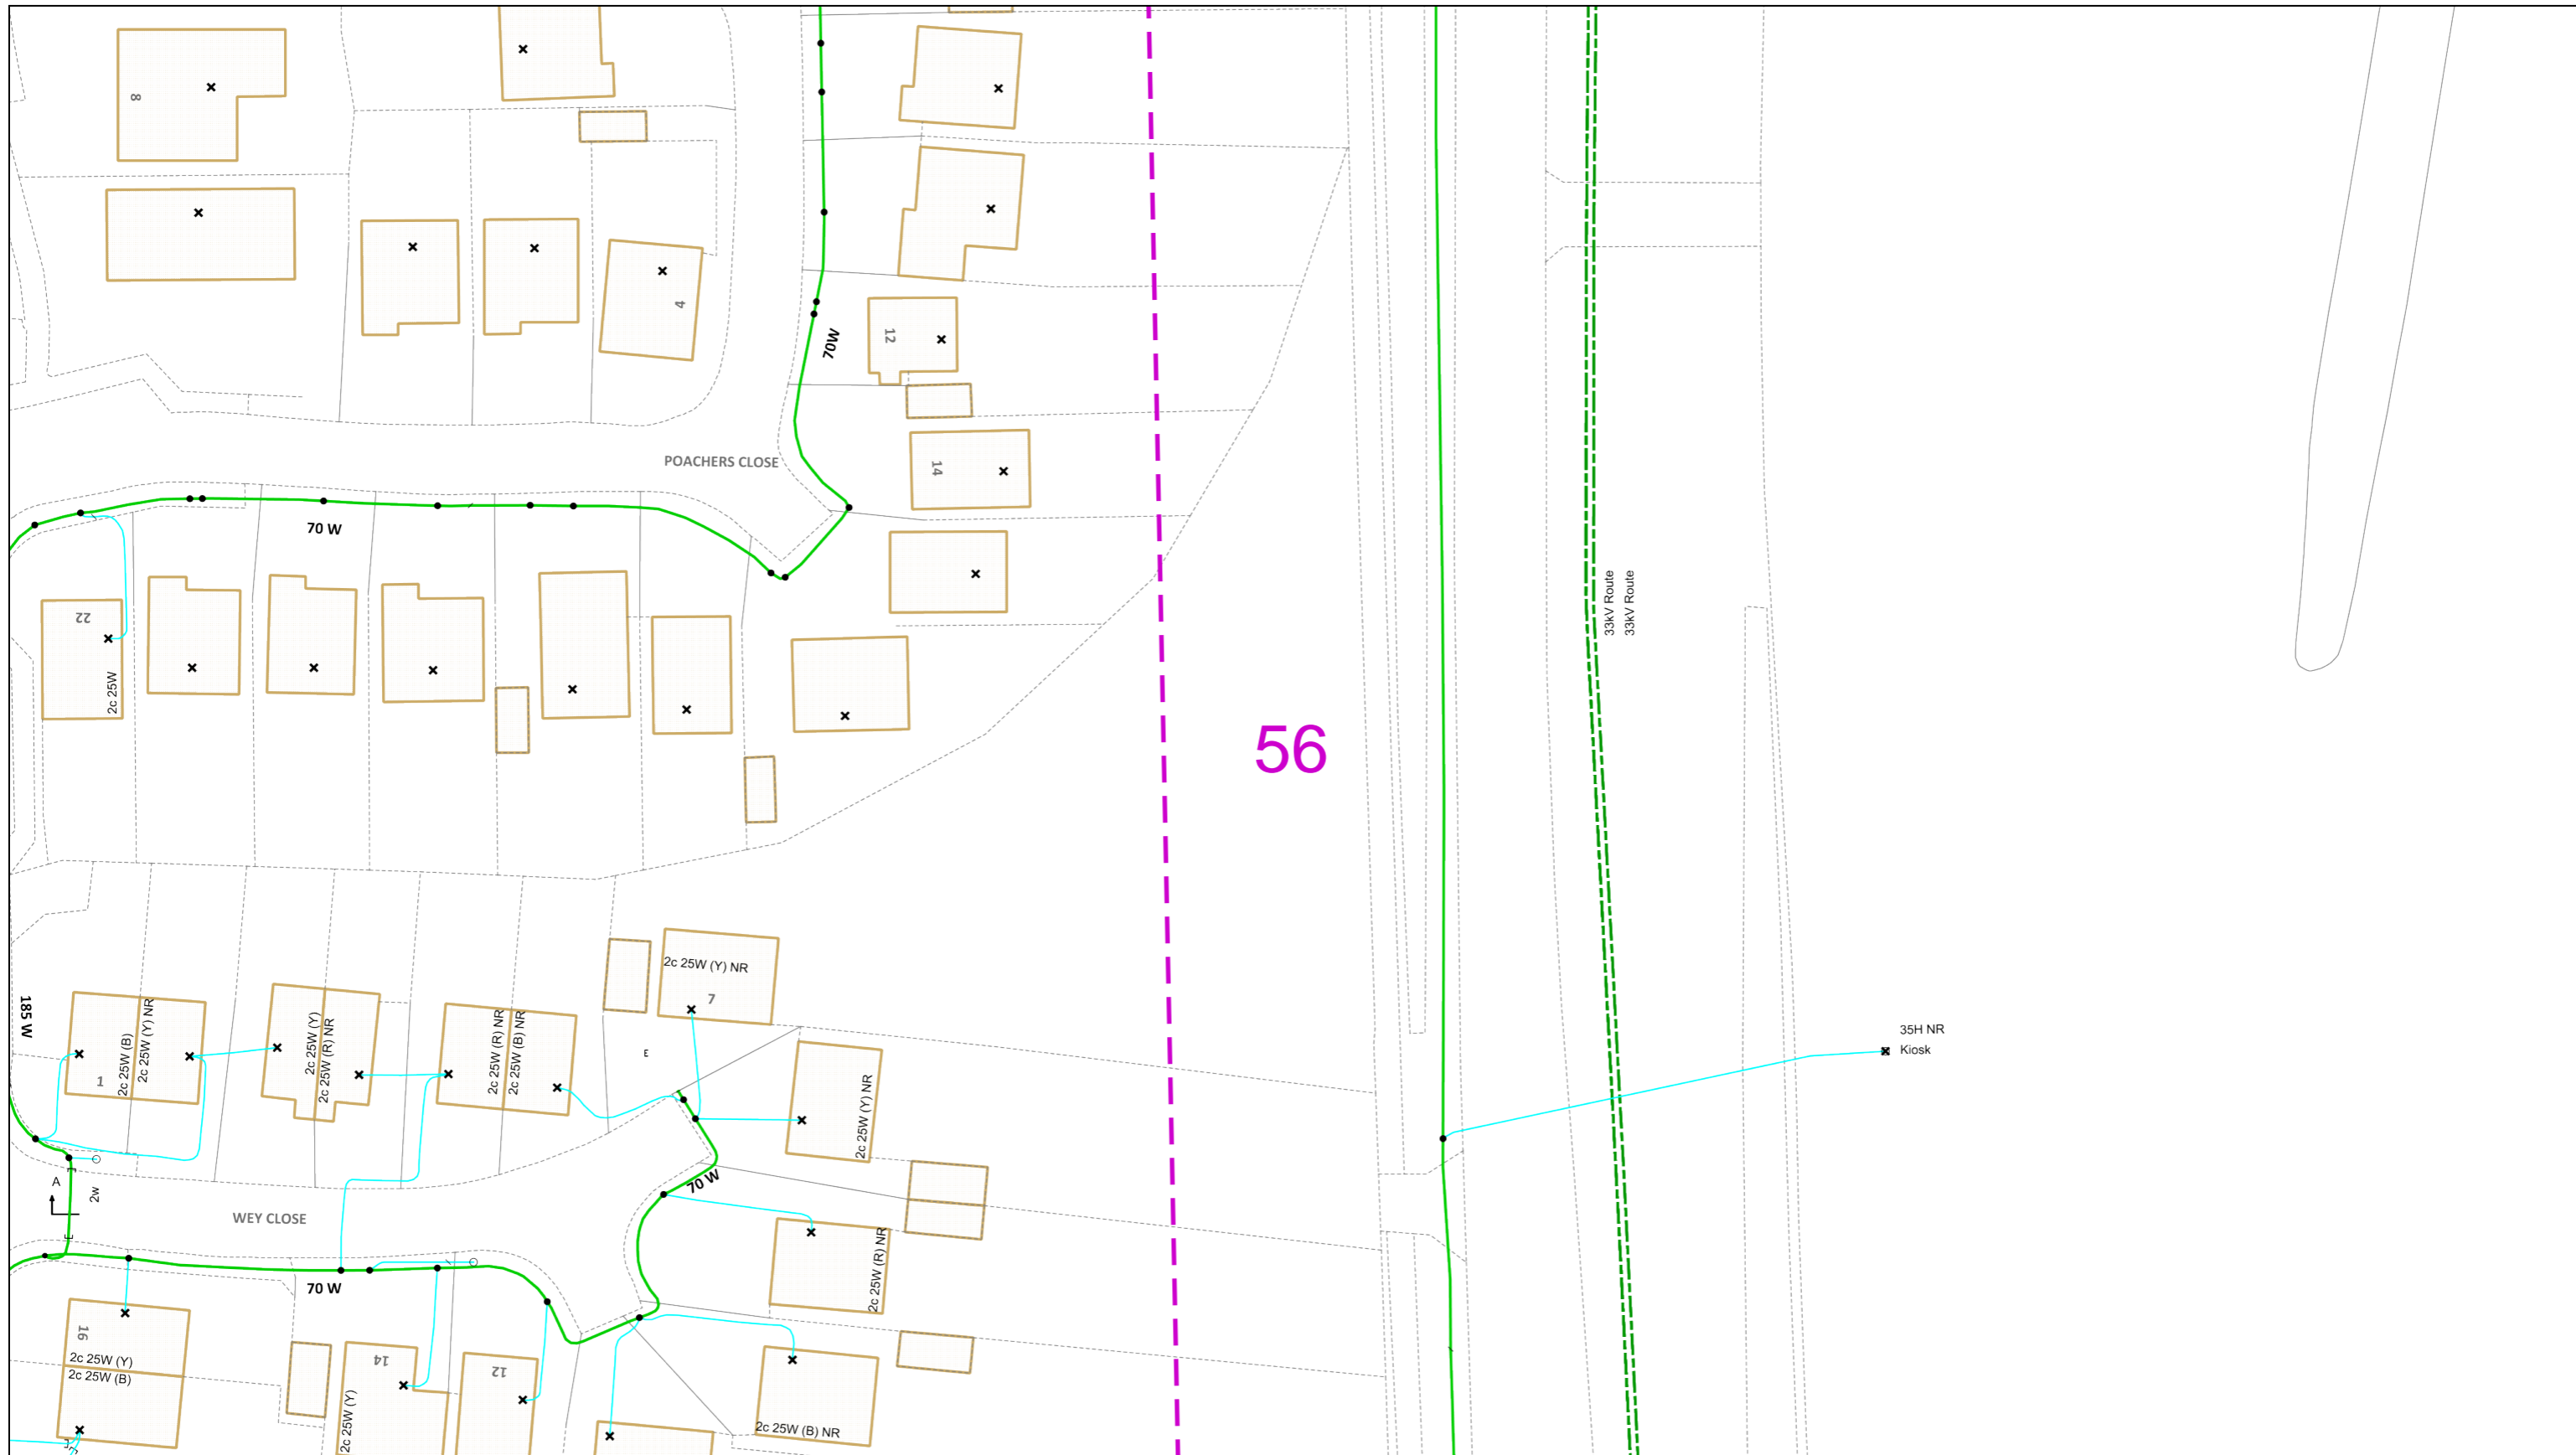 8
4
12
70W
POACHERS CLOSE
14
70 W
33kV Route
33kV Route
22
2c 25W
56
2c 25W (Y) NR
7
185 W
2c 25W (B)
2c 25W (Y) NR
1
2c 25W (Y)
2c 25W (R) NR
2c 25W (R) NR
2c 25W (B) NR
E
35H NR
Kiosk
2c 25W (Y) NR
A
2w
70 W
WEY CLOSE
2c 25W (R) NR
70 W
16
2c 25W (Y)
2c 25W (B)
14
2c 25W (Y)
12
2c 25W (B) NR